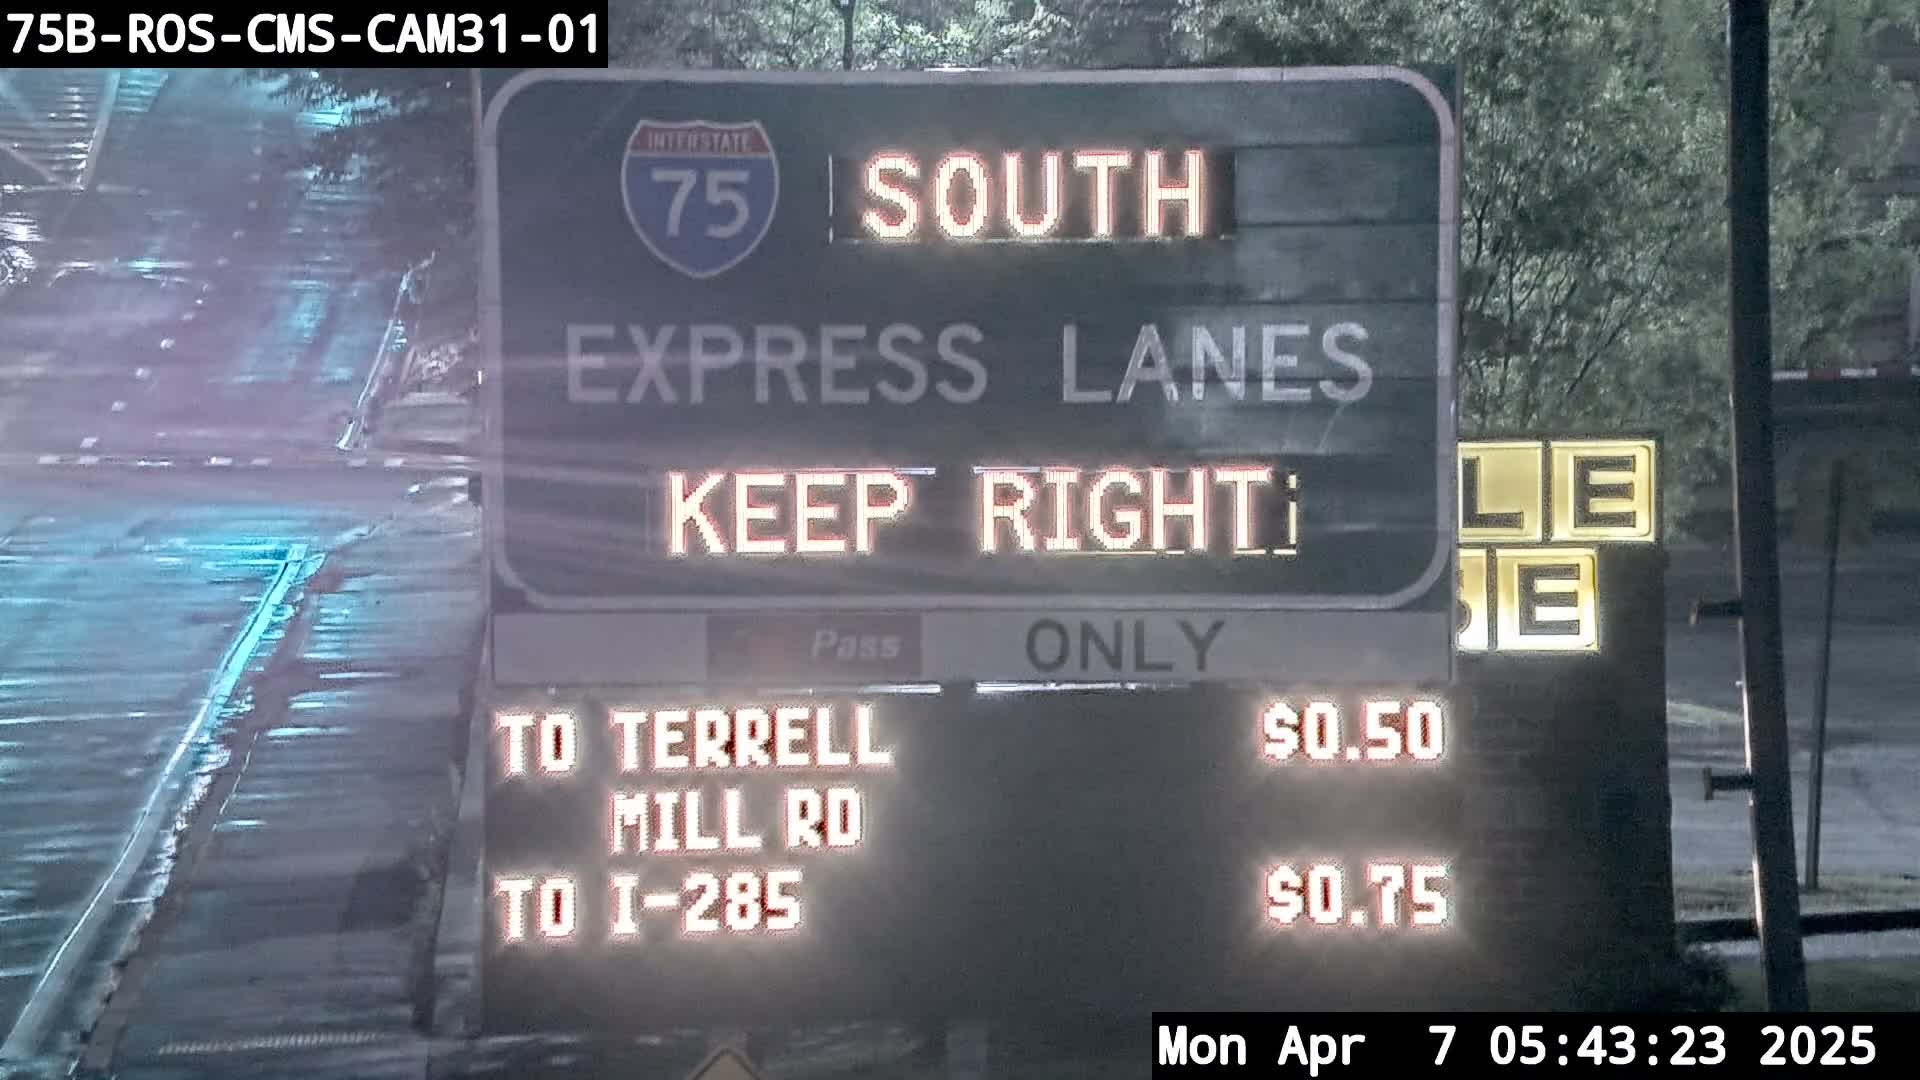 75B-ROS-CMS-CAM31-01
INTERSTATE
75
SOUTH
EXPRESS LANES
KEEP RIGHT
Pass ONLY
LE
E
TO TERRELL $0.50
MILL RD
TO I-285 $0.75
Mon Apr 7 05:43:23 2025